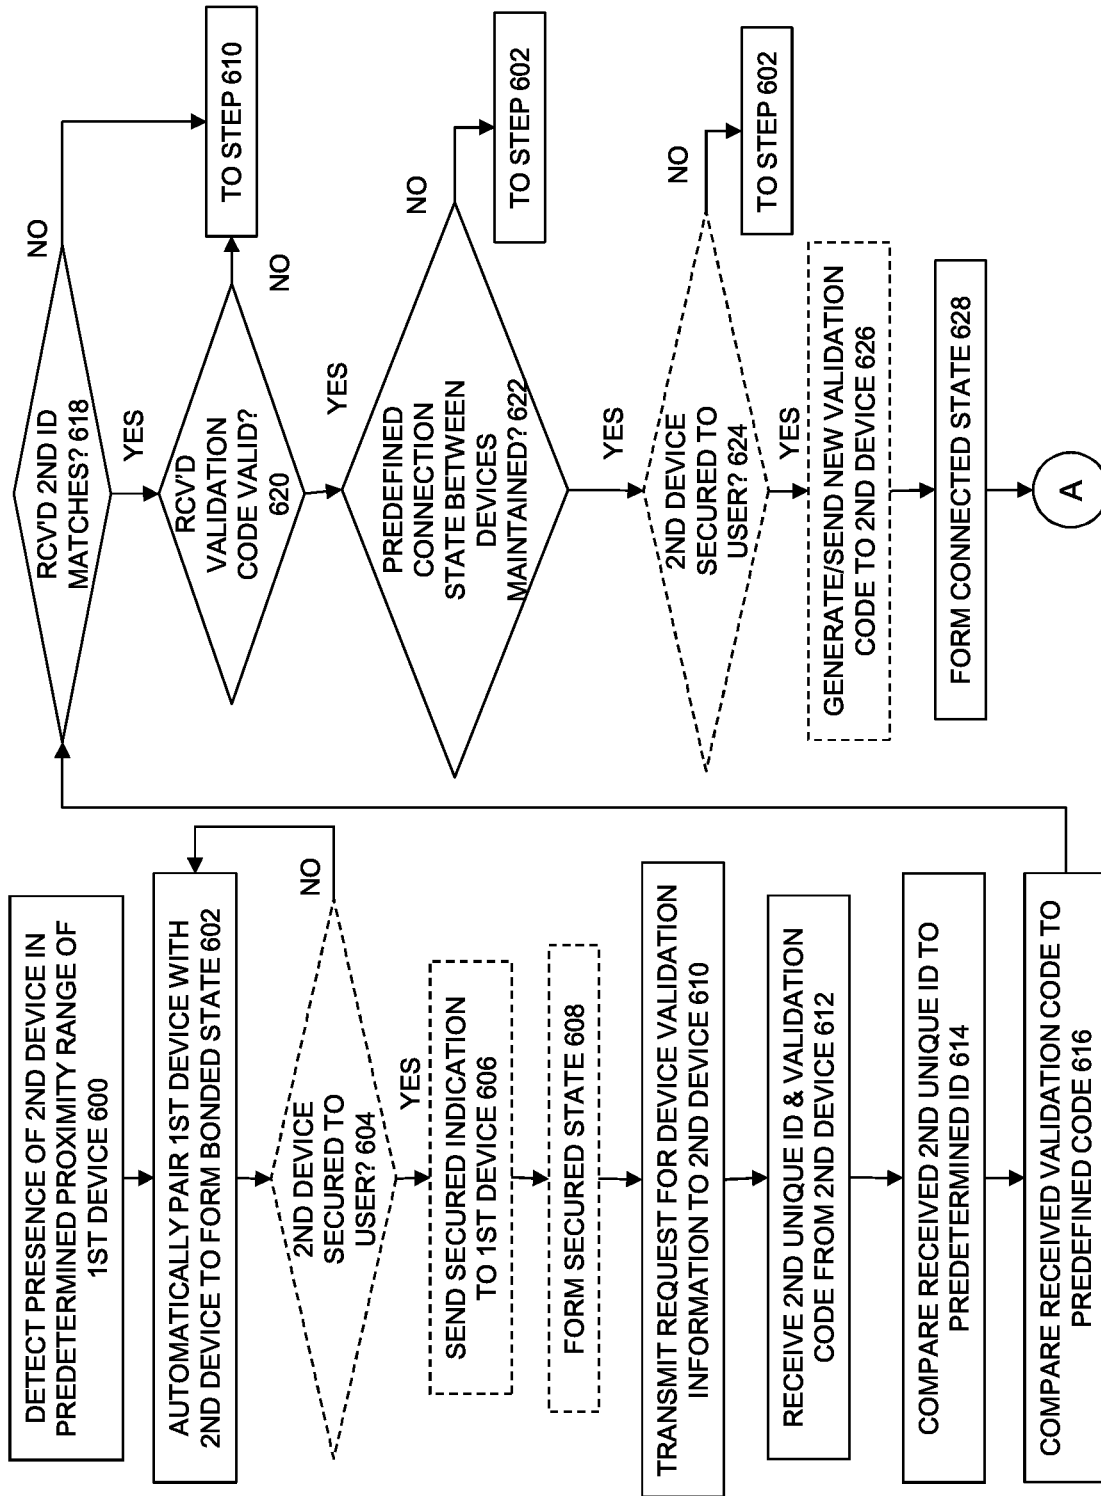 DETECT PRESENCE OF 2ND DEVICE IN
PREDETERMINED PROXIMITY RANGE OF
1ST DEVICE 600
AUTOMATICALLY PAIR 1ST DEVICE WITH
2ND DEVICE TO FORM BONDED STATE 602
2ND DEVICE
SECURED TO
USER? 604
NO
YES
SEND SECURED INDICATION
TO 1ST DEVICE 606
FORM SECURED STATE 608
TRANSMIT REQUEST FOR DEVICE VALIDATION
INFORMATION TO 2ND DEVICE 610
RECEIVE 2ND UNIQUE ID & VALIDATION
CODE FROM 2ND DEVICE 612
COMPARE RECEIVED 2ND UNIQUE ID TO
PREDETERMINED ID 614
COMPARE RECEIVED VALIDATION CODE TO
PREDEFINED CODE 616
RCV'D 2ND ID
MATCHES? 618
NO
YES
TO STEP 610
RCV'D
VALIDATION
CODE VALID?
620
NO
YES
PREDEFINED
CONNECTION
STATE BETWEEN
DEVICES
MAINTAINED? 622
NO
TO STEP 602
YES
2ND DEVICE
SECURED TO
USER? 624
NO
TO STEP 602
YES
GENERATE/SEND NEW VALIDATION
CODE TO 2ND DEVICE 626
FORM CONNECTED STATE 628
A